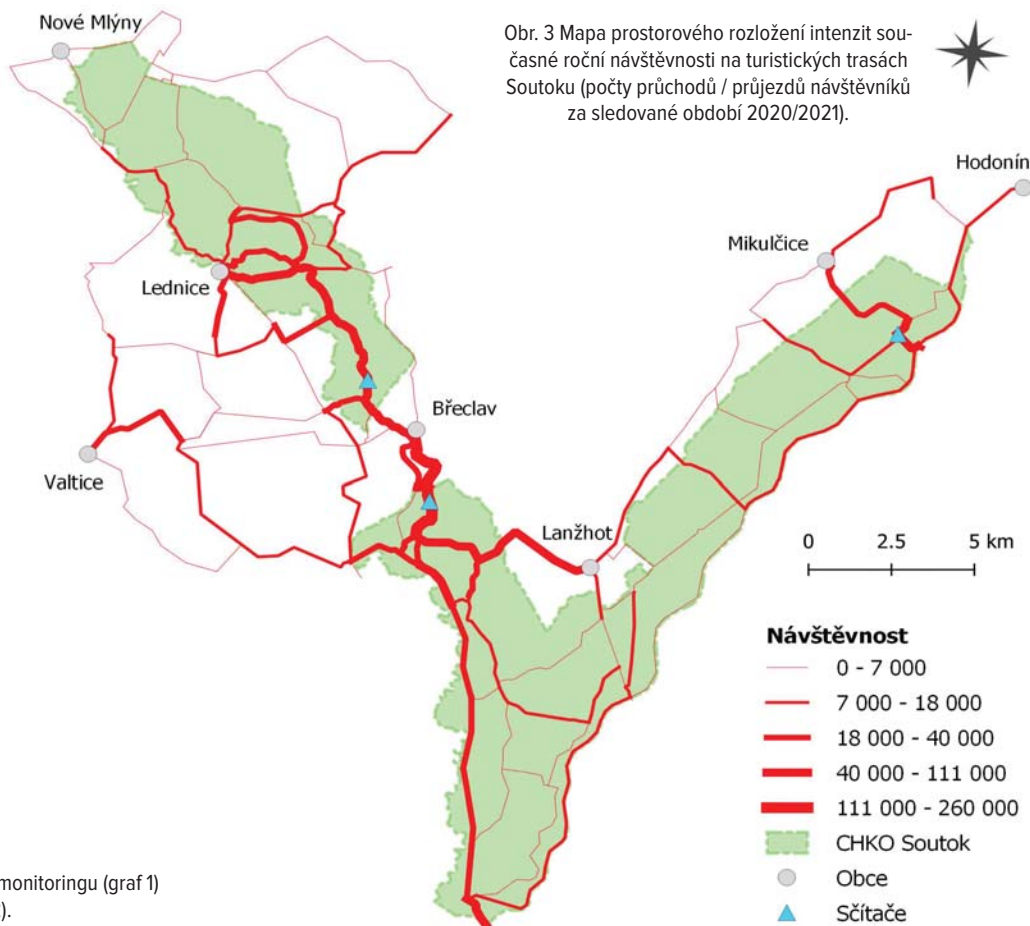 Obr. 3 Mapa prostorového rozložení intenzit sou-
časné roční návštěvnosti na turistických trasách
Soutoku (počty průchodů / průjezdů návštěvníků
za sledované období 2020/2021).
Nové Mlýny
Hodonín
Mikulčice
Lednice
Břeclav
Valtice
Lanžhot
0 2.5 5 km
Návštěvnost
0 - 7 000
7 000 - 18 000
18 000 - 40 000
40 000 - 111 000
111 000 - 260 000
CHKO Soutok
Obce
Sčítače
monitoringu (graf 1)
).